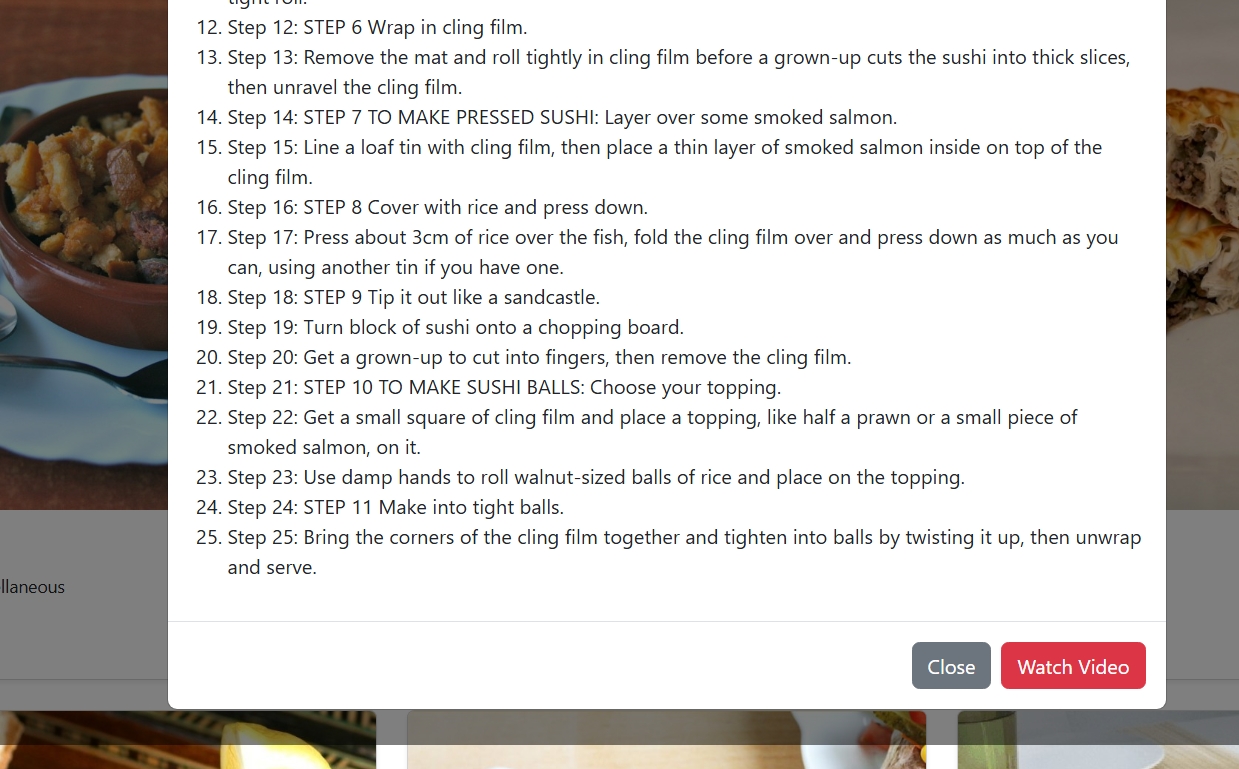 tight roll.
12. Step 12: STEP 6 Wrap in cling film.
13. Step 13: Remove the mat and roll tightly in cling film before a grown-up cuts the sushi into thick slices,
then unravel the cling film.
14. Step 14: STEP 7 TO MAKE PRESSED SUSHI: Layer over some smoked salmon.
15. Step 15: Line a loaf tin with cling film, then place a thin layer of smoked salmon inside on top of the
cling film.
16. Step 16: STEP 8 Cover with rice and press down.
17. Step 17: Press about 3cm of rice over the fish, fold the cling film over and press down as much as you
can, using another tin if you have one.
18. Step 18: STEP 9 Tip it out like a sandcastle.
19. Step 19: Turn block of sushi onto a chopping board.
20. Step 20: Get a grown-up to cut into fingers, then remove the cling film.
21. Step 21: STEP 10 TO MAKE SUSHI BALLS: Choose your topping.
22. Step 22: Get a small square of cling film and place a topping, like half a prawn or a small piece of
smoked salmon, on it.
23. Step 23: Use damp hands to roll walnut-sized balls of rice and place on the topping.
24. Step 24: STEP 11 Make into tight balls.
25. Step 25: Bring the corners of the cling film together and tighten into balls by twisting it up, then unwrap
and serve.
llaneous
Close Watch Video